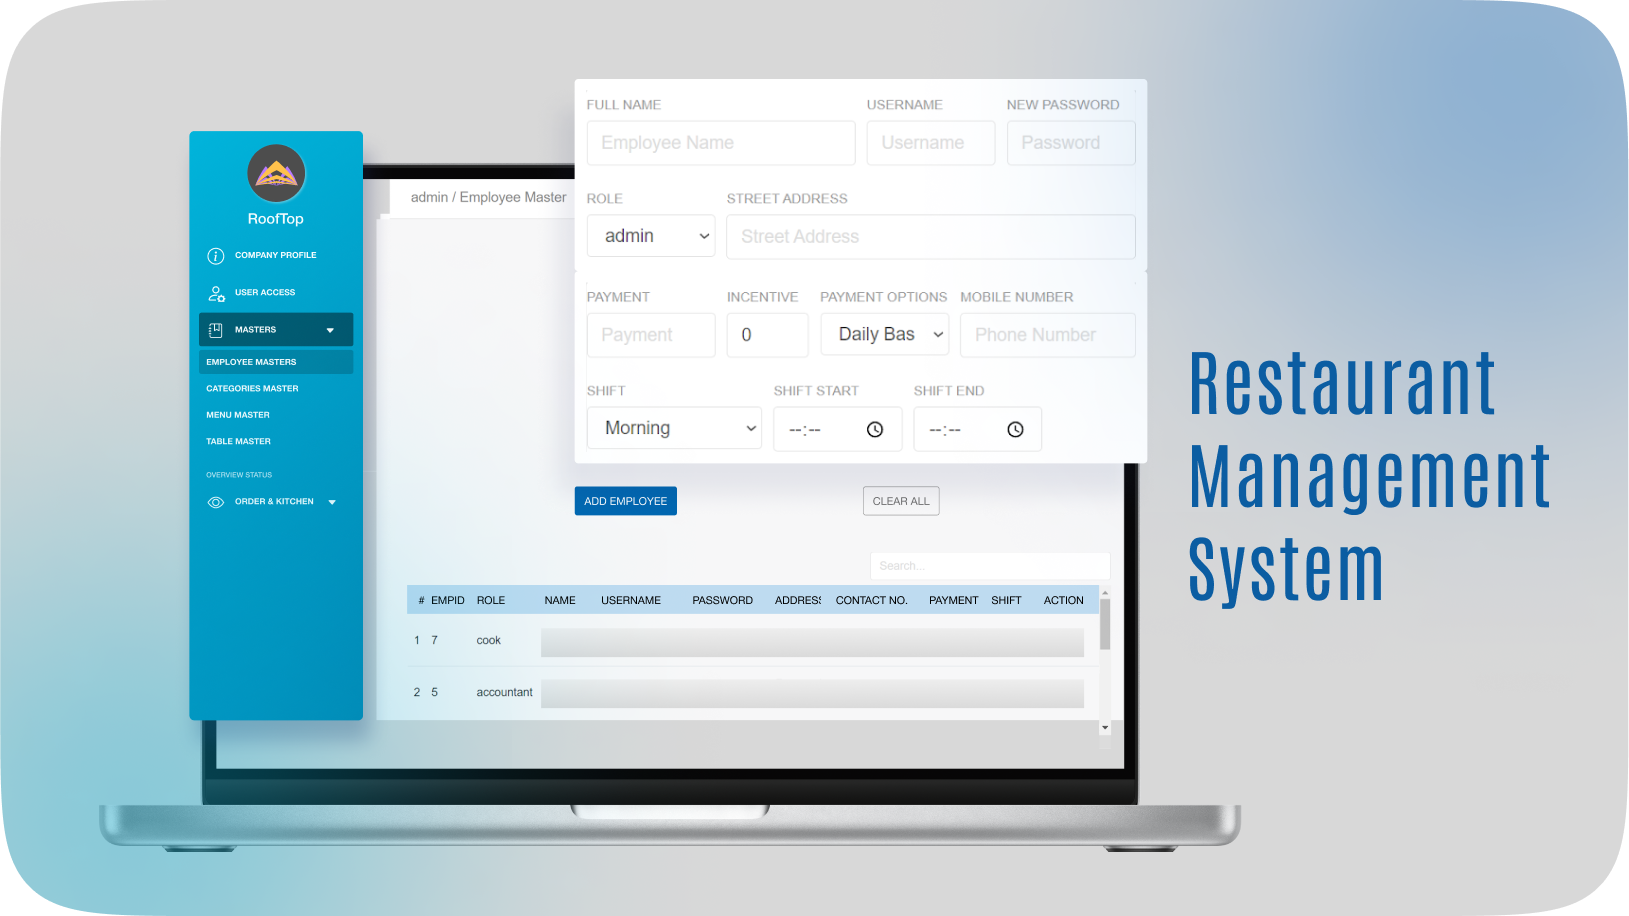 RoofTop
COMPANY PROFILE
USER ACCESS
MASTERS
EMPLOYEE MASTERS
CATEGORIES MASTER
MENU MASTER
TABLE MASTER
OVERVIEW STATUS
ORDER & KITCHEN
admin / Employee Master
FULL NAME USERNAME NEW PASSWORD
Employee Name Username Password
ROLE STREET ADDRESS
admin Street Address
PAYMENT INCENTIVE PAYMENT OPTIONS MOBILE NUMBER
Payment 0 Daily Bas Phone Number
SHIFT SHIFT START SHIFT END
Morning --:-- --:--
ADD EMPLOYEE CLEAR ALL
Search...
# EMPID ROLE NAME USERNAME PASSWORD ADDRESS CONTACT NO. PAYMENT SHIFT ACTION
1 7 cook
2 5 accountant
Restaurant
Management
System